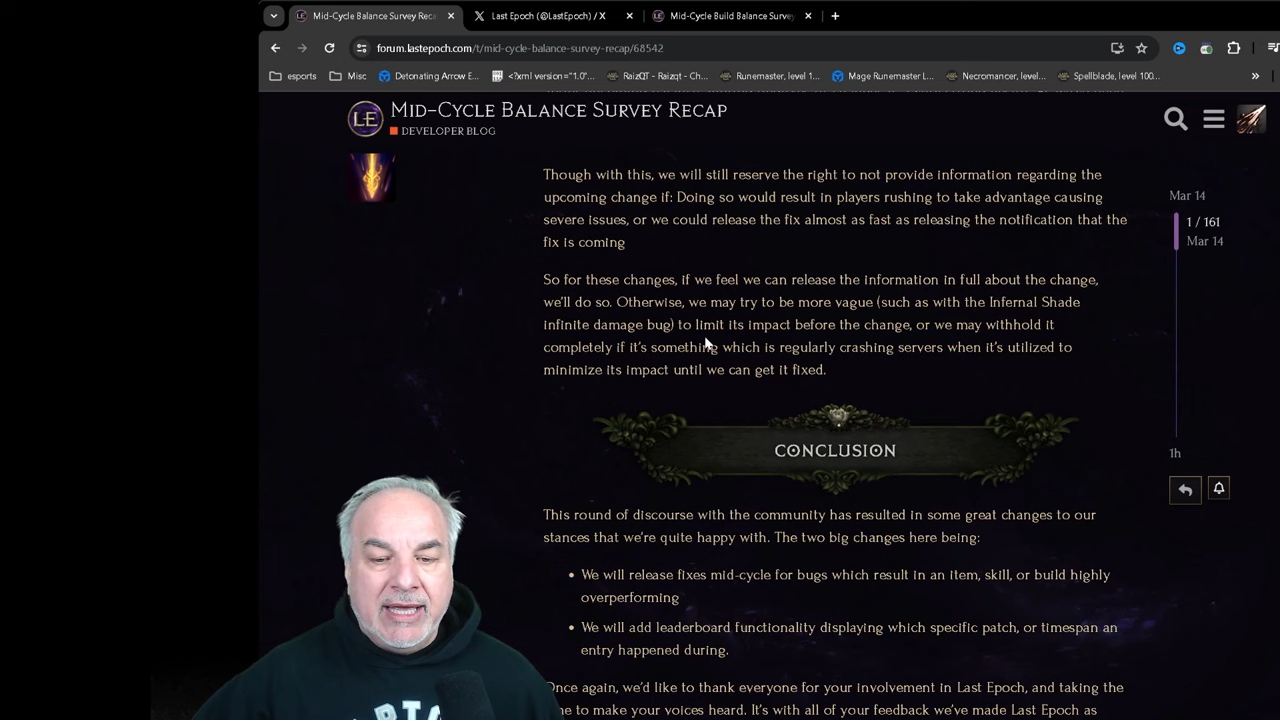 Mid-Cycle Balance Survey Reca
Last Epoch (@LastEpoch) / X
Mid-Cycle Build Balance Survey
forum.lastepoch.com/t/mid-cycle-balance-survey-recap/68542
esports
Misc
Detonating Arrow E...
<?xml version="1.0"...
RaizQT - Raizqt - Ch...
Runemaster, level 1...
Mage Runemaster L...
Necromancer, level...
Spellblade, level 100...
LE
Mid-Cycle Balance Survey Recap
DEVELOPER BLOG
Though with this, we will still reserve the right to not provide information regarding the
upcoming change if: Doing so would result in players rushing to take advantage causing
severe issues, or we could release the fix almost as fast as releasing the notification that the
fix is coming
So for these changes, if we feel we can release the information in full about the change,
we'll do so. Otherwise, we may try to be more vague (such as with the Infernal Shade
infinite damage bug) to limit its impact before the change, or we may withhold it
completely if it's something which is regularly crashing servers when it's utilized to
minimize its impact until we can get it fixed.
Mar 14
1 / 161
Mar 14
1h
CONCLUSION
This round of discourse with the community has resulted in some great changes to our
stances that we're quite happy with. The two big changes here being:
• We will release fixes mid-cycle for bugs which result in an item, skill, or build highly
overperforming
• We will add leaderboard functionality displaying which specific patch, or timespan an
entry happened during.
Once again, we'd like to thank everyone for your involvement in Last Epoch, and taking the
to make your voices heard. It's with all of your feedback we've made Last Epoch as